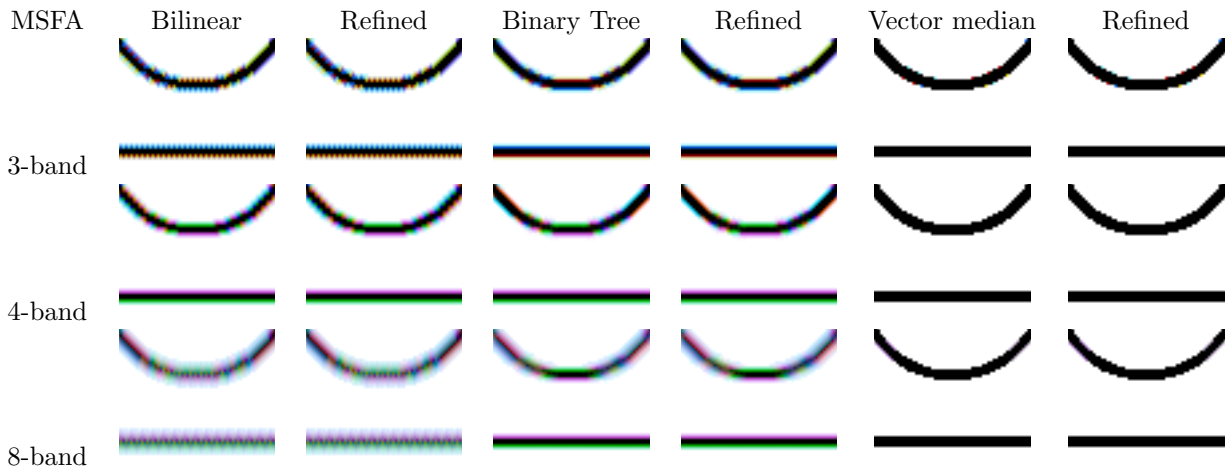 MSFA Bilinear Refined Binary Tree Refined Vector median Refined
3-band
4-band
8-band